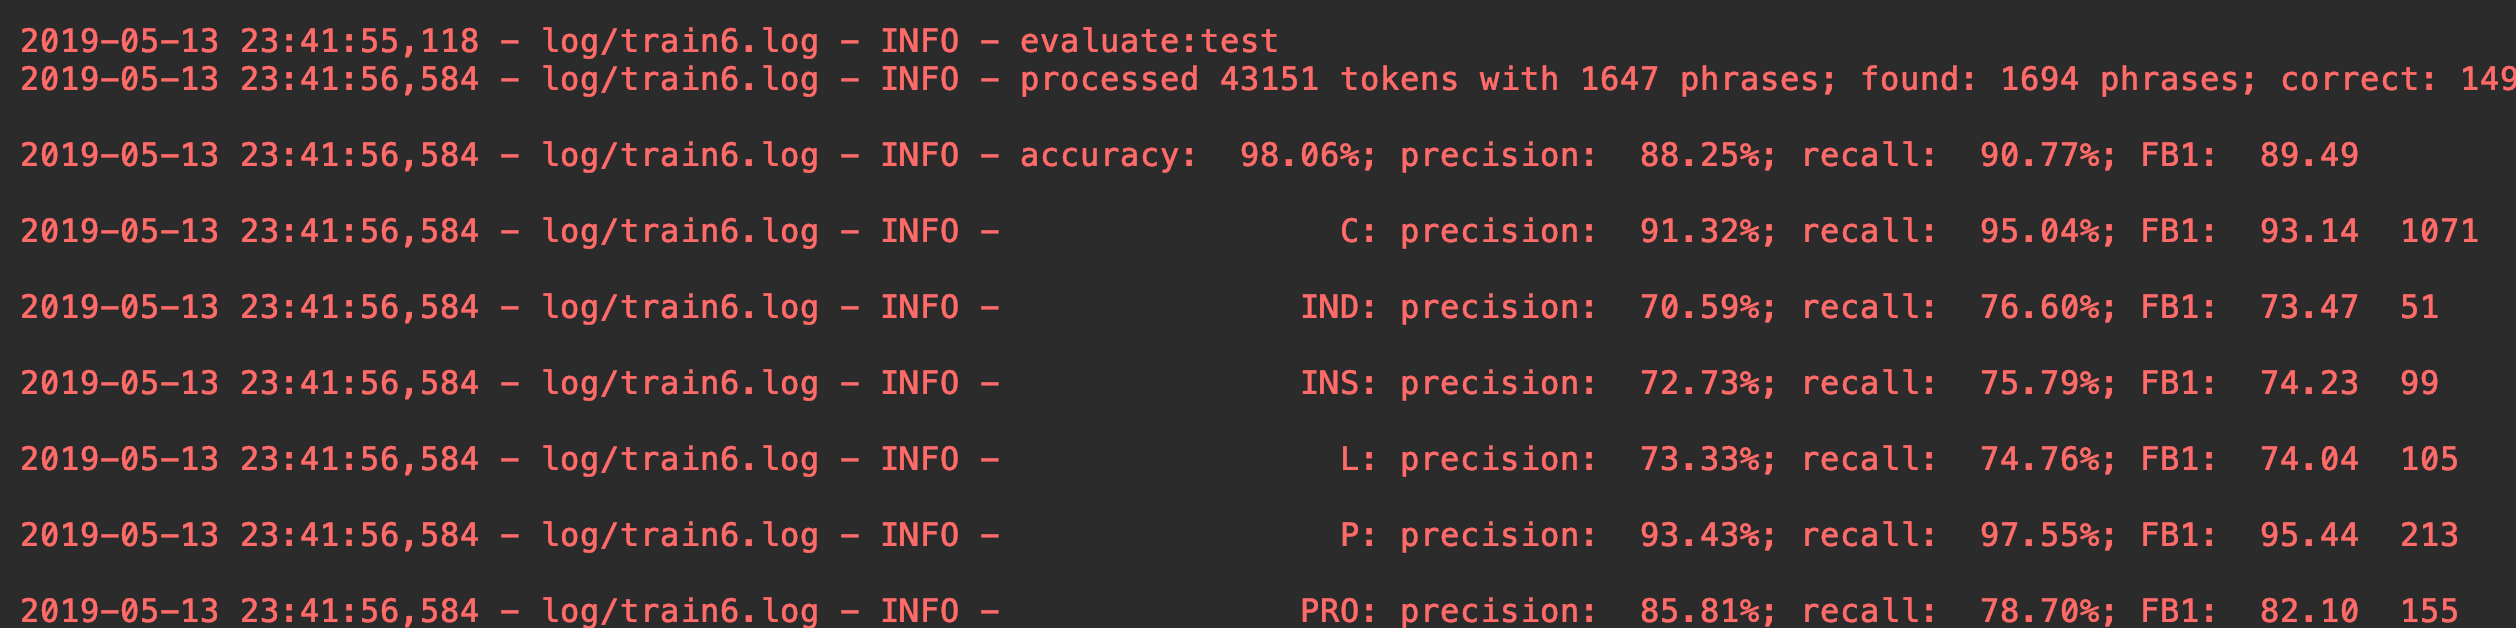 2019-05-13 23:41:55,118 - log/train6.log - INFO - evaluate:test
2019-05-13 23:41:56,584 - log/train6.log - INFO - processed 43151 tokens with 1647 phrases; found: 1694 phrases; correct: 149
2019-05-13 23:41:56,584 - log/train6.log - INFO - accuracy:  98.06%; precision:  88.25%; recall:  90.77%; FB1:  89.49
2019-05-13 23:41:56,584 - log/train6.log - INFO -                 C: precision:  91.32%; recall:  95.04%; FB1:  93.14  1071
2019-05-13 23:41:56,584 - log/train6.log - INFO -               IND: precision:  70.59%; recall:  76.60%; FB1:  73.47  51
2019-05-13 23:41:56,584 - log/train6.log - INFO -               INS: precision:  72.73%; recall:  75.79%; FB1:  74.23  99
2019-05-13 23:41:56,584 - log/train6.log - INFO -                 L: precision:  73.33%; recall:  74.76%; FB1:  74.04  105
2019-05-13 23:41:56,584 - log/train6.log - INFO -                 P: precision:  93.43%; recall:  97.55%; FB1:  95.44  213
2019-05-13 23:41:56,584 - log/train6.log - INFO -               PRO: precision:  85.81%; recall:  78.70%; FB1:  82.10  155